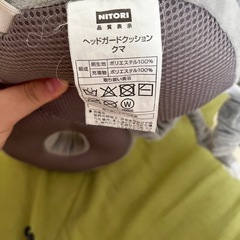 NITORI
品質表示
ヘッドガードクッション
クマ
組成
側生地 ポリエステル100%
充填物 ポリエステル100%
取り扱い表示
W